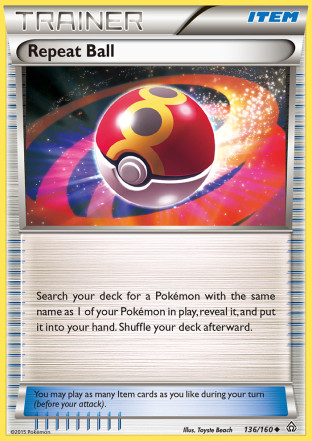 TRAINER ITEM
Repeat Ball
Search your deck for a Pokémon with the same
name as 1 of your Pokémon in play, reveal it, and put
it into your hand. Shuffle your deck afterward.
You may play as many Item cards as you like during your turn
(before your attack).
©2015 Pokémon Illus. Toyste Beach 136/160